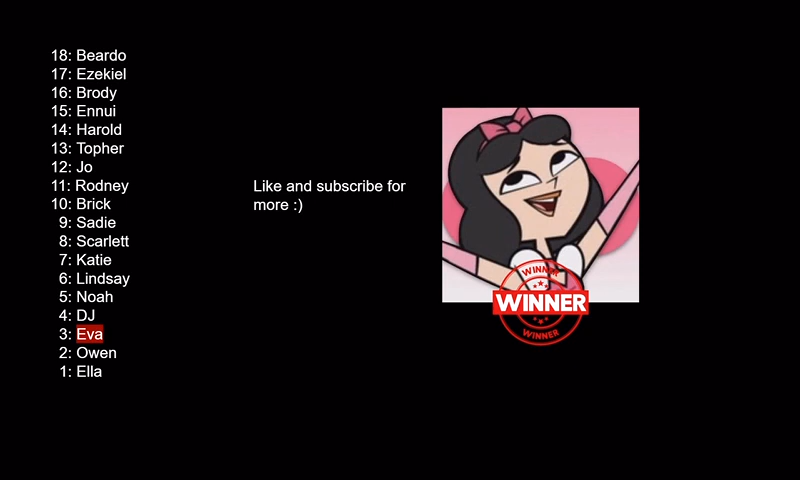 18: Beardo
17: Ezekiel
16: Brody
15: Ennui
14: Harold
13: Topher
12: Jo
11: Rodney
10: Brick
9: Sadie
8: Scarlett
7: Katie
6: Lindsay
5: Noah
4: DJ
3: Eva
2: Owen
1: Ella
Like and subscribe for
more :)
WINNER
WINNER
WINNER